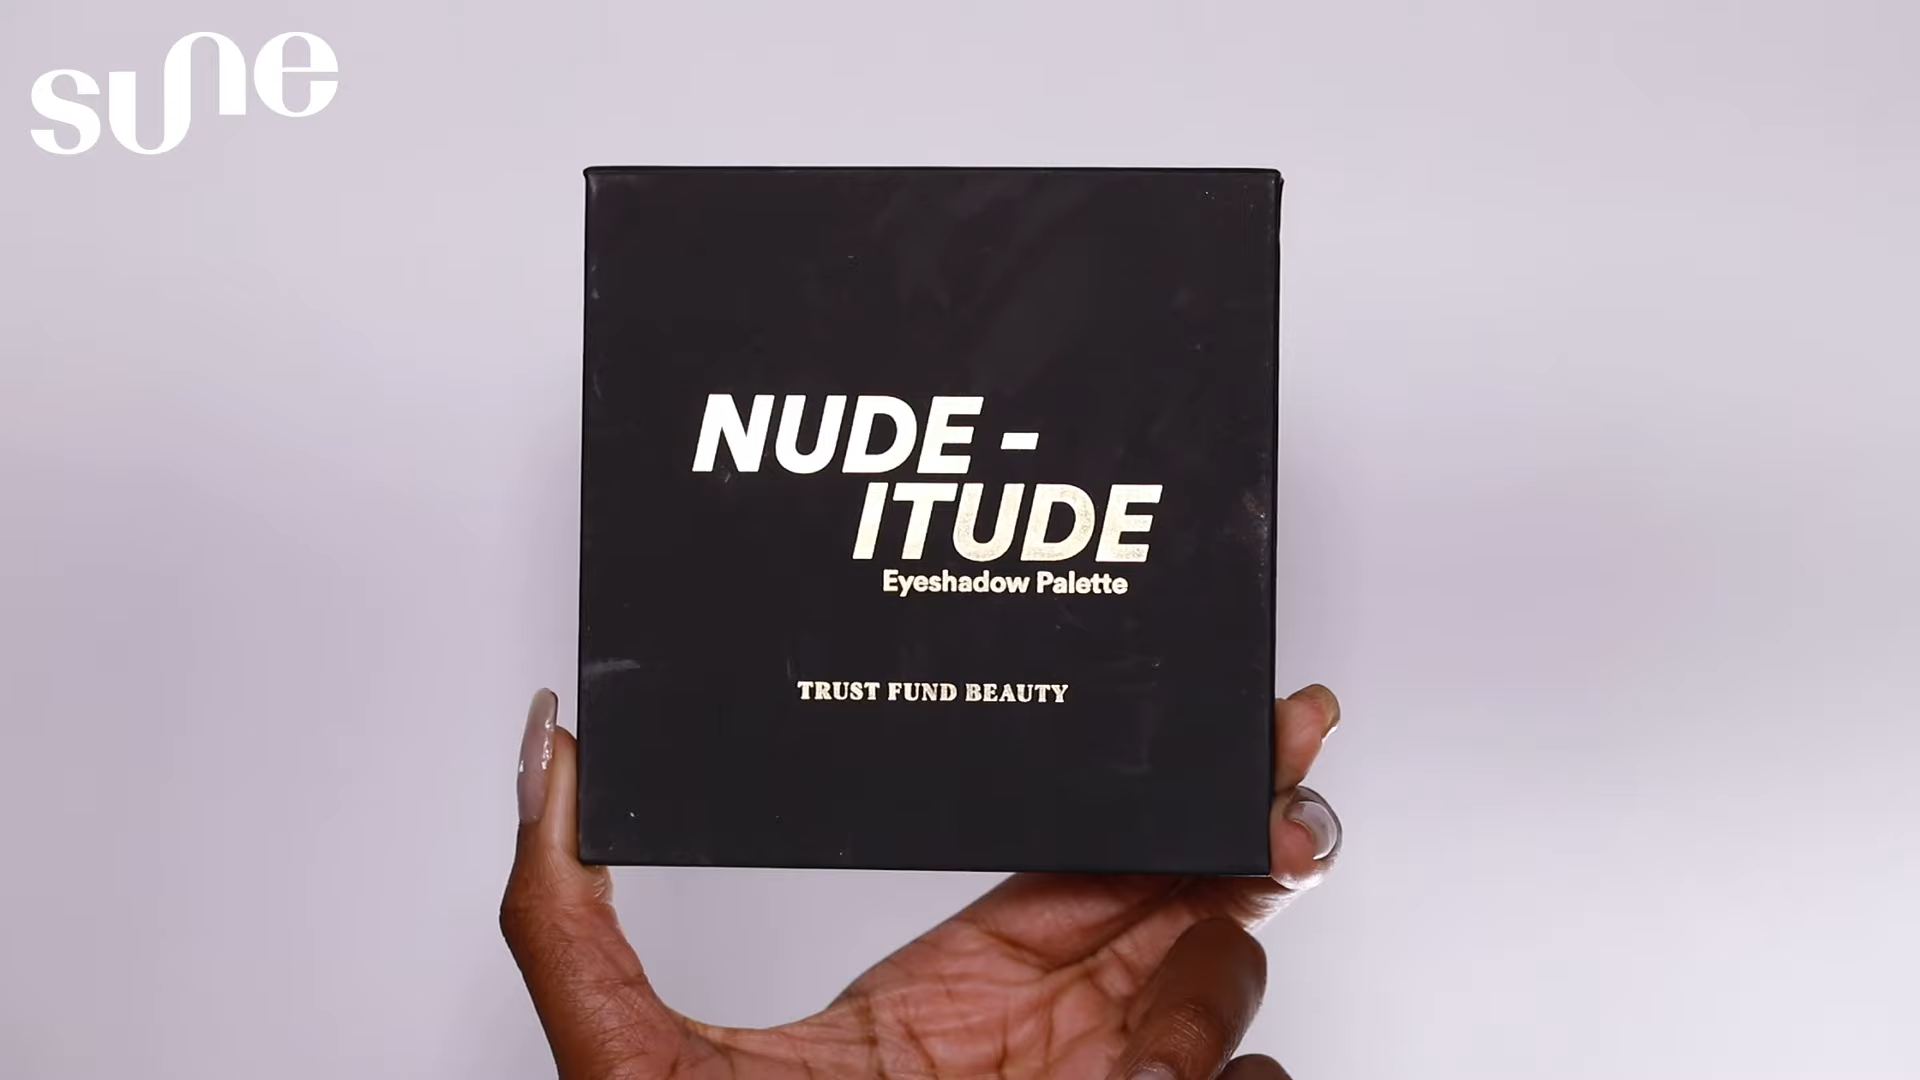 sune
NUDE -
ITUDE
Eyeshadow Palette
TRUST FUND BEAUTY